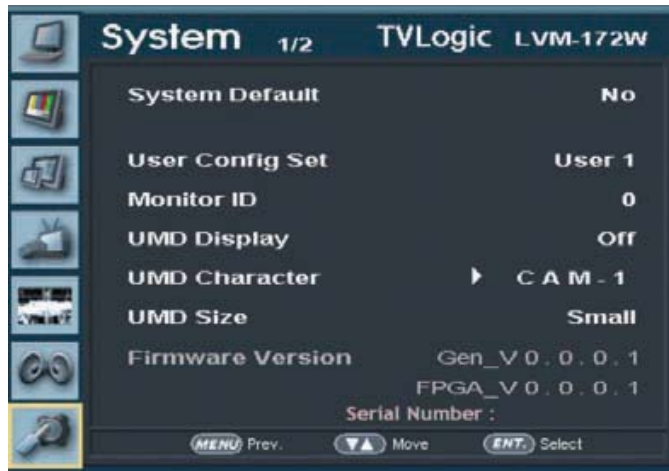 System 1/2 TVLogic LVM-172W
System Default No
User Config Set User 1
Monitor ID 0
UMD Display Off
UMD Character CAM-1
UMD Size Small
Firmware Version Gen_V0.0.0.1
FPGA_V0.0.0.1
Serial Number :
MENU Prev. ▼▲ Move ENT. Select